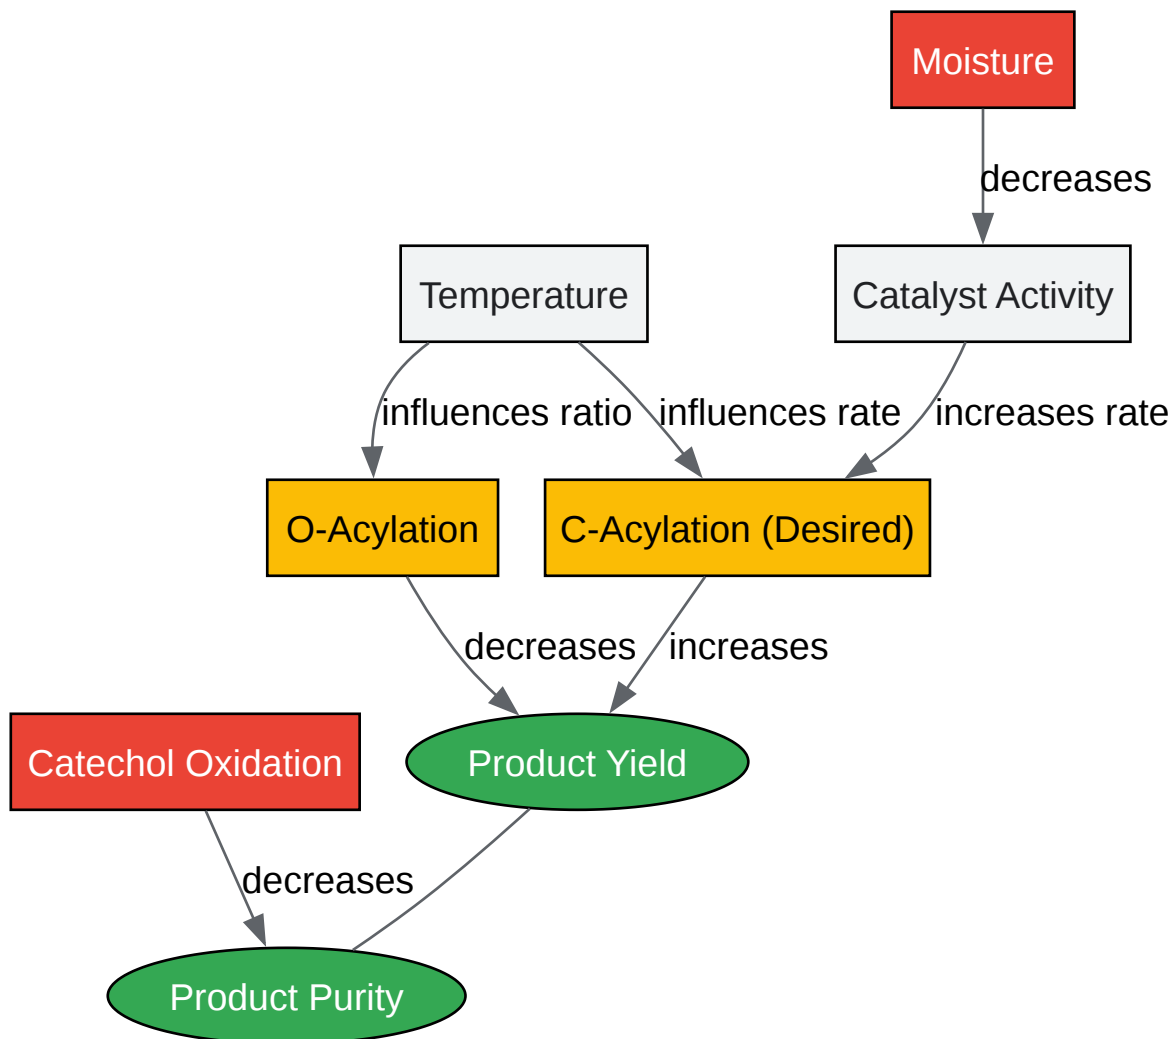 Moisture
decreases
Temperature
Catalyst Activity
influences ratio
influences rate
increases rate
O-Acylation
C-Acylation (Desired)
decreases
increases
Catechol Oxidation
Product Yield
decreases
Product Purity